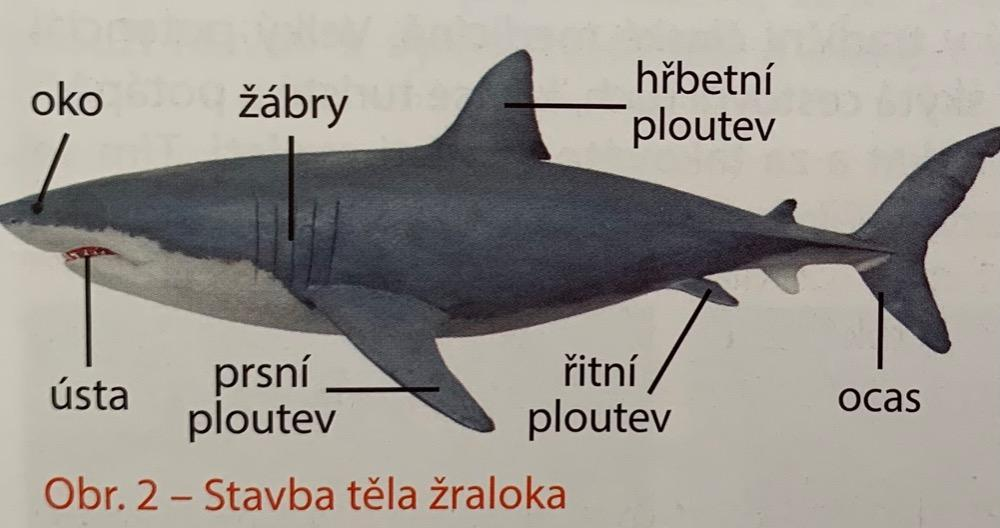 oko
žábry
hřbetní
ploutev
ústa
prsní
ploutev
řitní
ploutev
ocas
Obr. 2 – Stavba těla žraloka